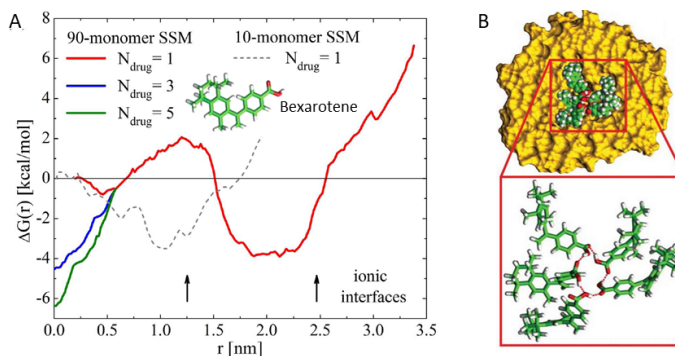 A
90-monomer SSM
10-monomer SSM
N_drug = 1
N_drug = 1
N_drug = 3
N_drug = 5
Bexarotene
ΔG(r) [kcal/mol]
6
4
2
0
-2
-4
-6
ionic
interfaces
0.0 0.5 1.0 1.5 2.0 2.5 3.0 3.5
r [nm]
B